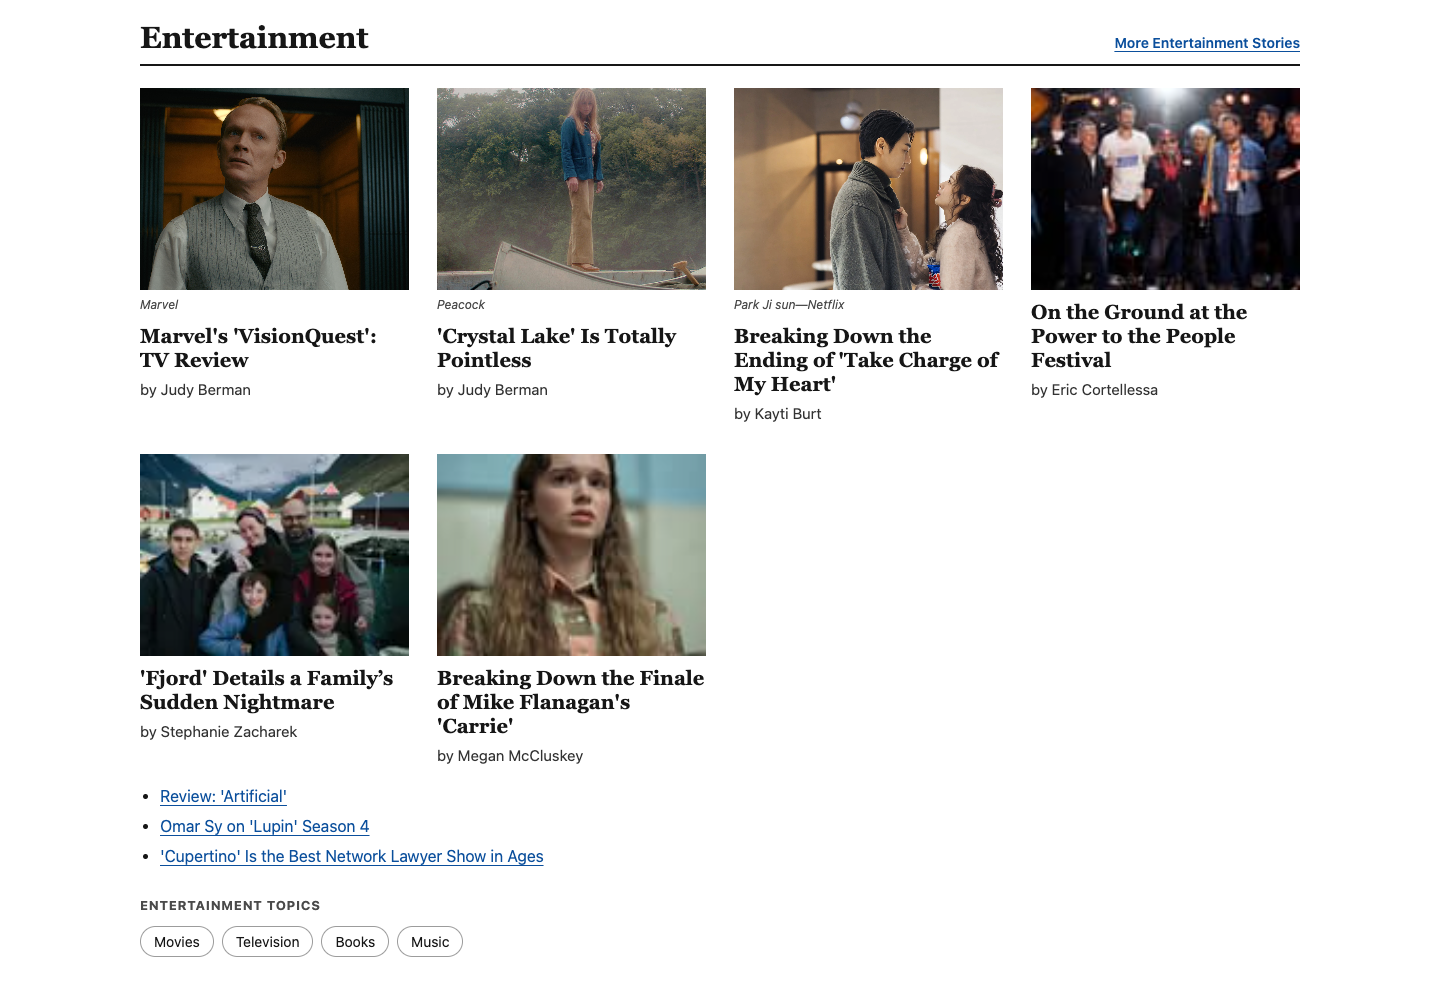 Entertainment
More Entertainment Stories
Marvel
Marvel's 'VisionQuest':
TV Review
by Judy Berman
Peacock
'Crystal Lake' Is Totally
Pointless
by Judy Berman
Park Ji sun—Netflix
Breaking Down the
Ending of 'Take Charge of
My Heart'
by Kayti Burt
On the Ground at the
Power to the People
Festival
by Eric Cortellessa
'Fjord' Details a Family’s
Sudden Nightmare
by Stephanie Zacharek
Breaking Down the Finale
of Mike Flanagan's
'Carrie'
by Megan McCluskey
Review: 'Artificial'
Omar Sy on 'Lupin' Season 4
'Cupertino' Is the Best Network Lawyer Show in Ages
ENTERTAINMENT TOPICS
Movies
Television
Books
Music